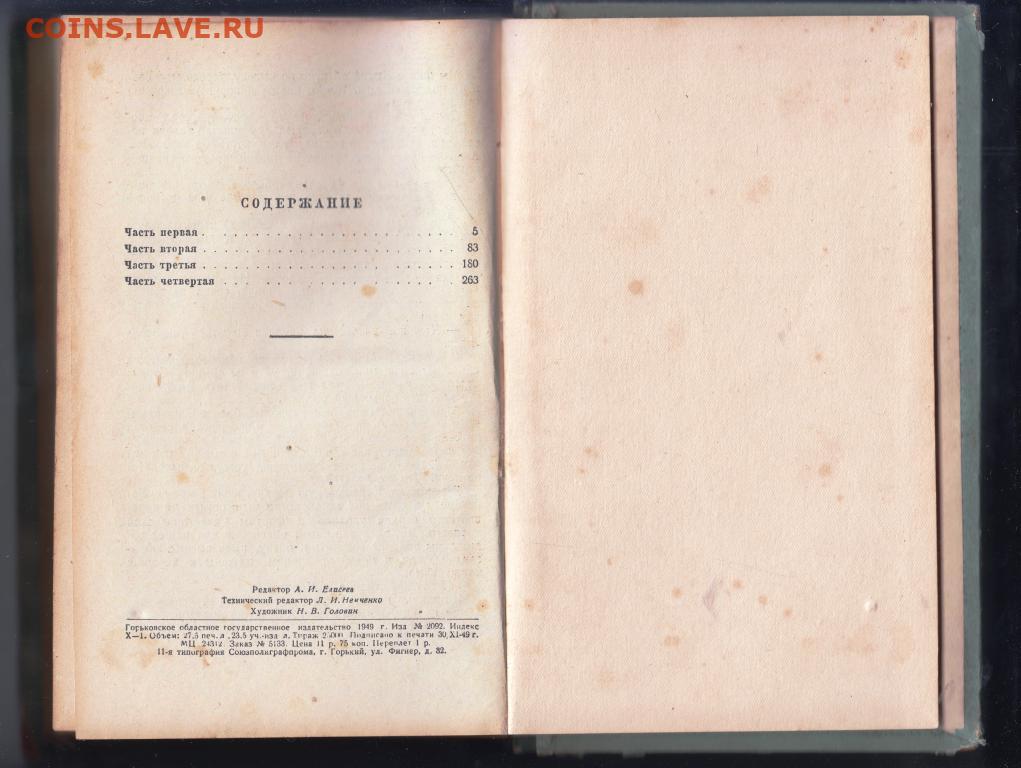 COINS.LAVE.RU
СОДЕРЖАНИЕ
Часть первая . . . . . . . . . . . . . . . . . . . . . 5
Часть вторая . . . . . . . . . . . . . . . . . . . . . 83
Часть третья . . . . . . . . . . . . . . . . . . . . . 180
Часть четвертая . . . . . . . . . . . . . . . . . . . 263
Редактор А. И. Елисеев
Технический редактор Л. И. Немченко
Художник Н. В. Головин
Горьковское областное государственное издательство 1949 г. Изд № 2092. Индекс
X—1. Объем: 27,5 печ. л., 23,5 уч.-изд л. Тираж Подписано к печати 30/XI-49 г.
МЦ 24312 Заказ № 5133. Цена 11 р. 75 коп. Переплет 1 р.
11-я типография Союзполиграфпрома, г. Горький, ул. Фигнер, д. 32.